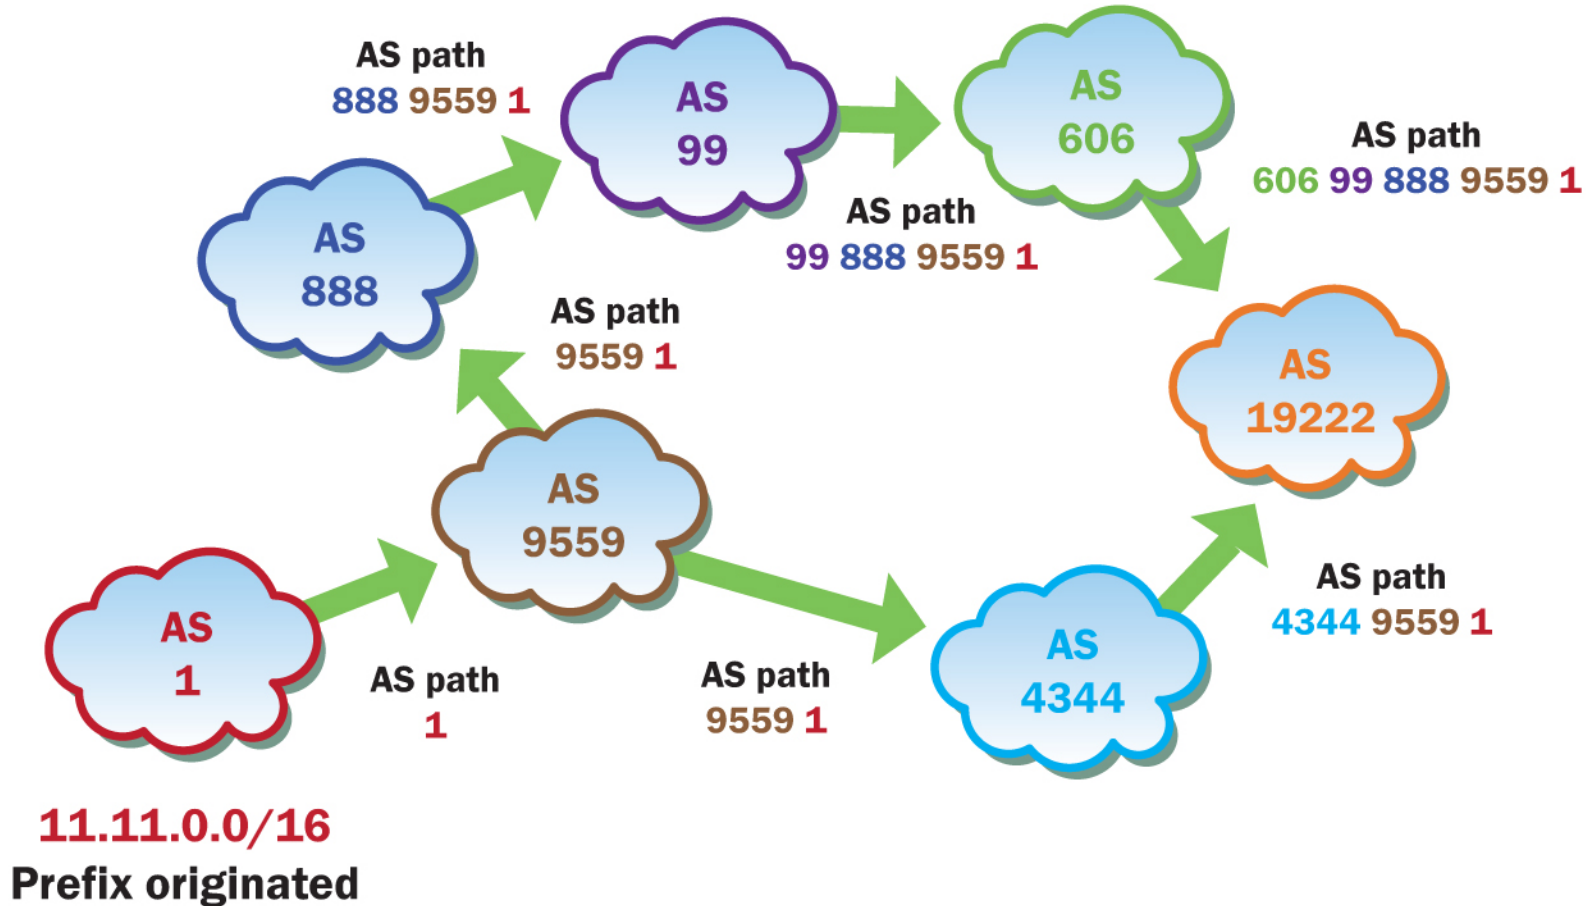 AS path
888 9559 1
AS
99
AS
606
AS path
606 99 888 9559 1
AS
888
AS path
99 888 9559 1
AS path
9559 1
AS
19222
AS
9559
AS
1
AS path
1
AS path
9559 1
AS
4344
AS path
4344 9559 1
11.11.0.0/16
Prefix originated